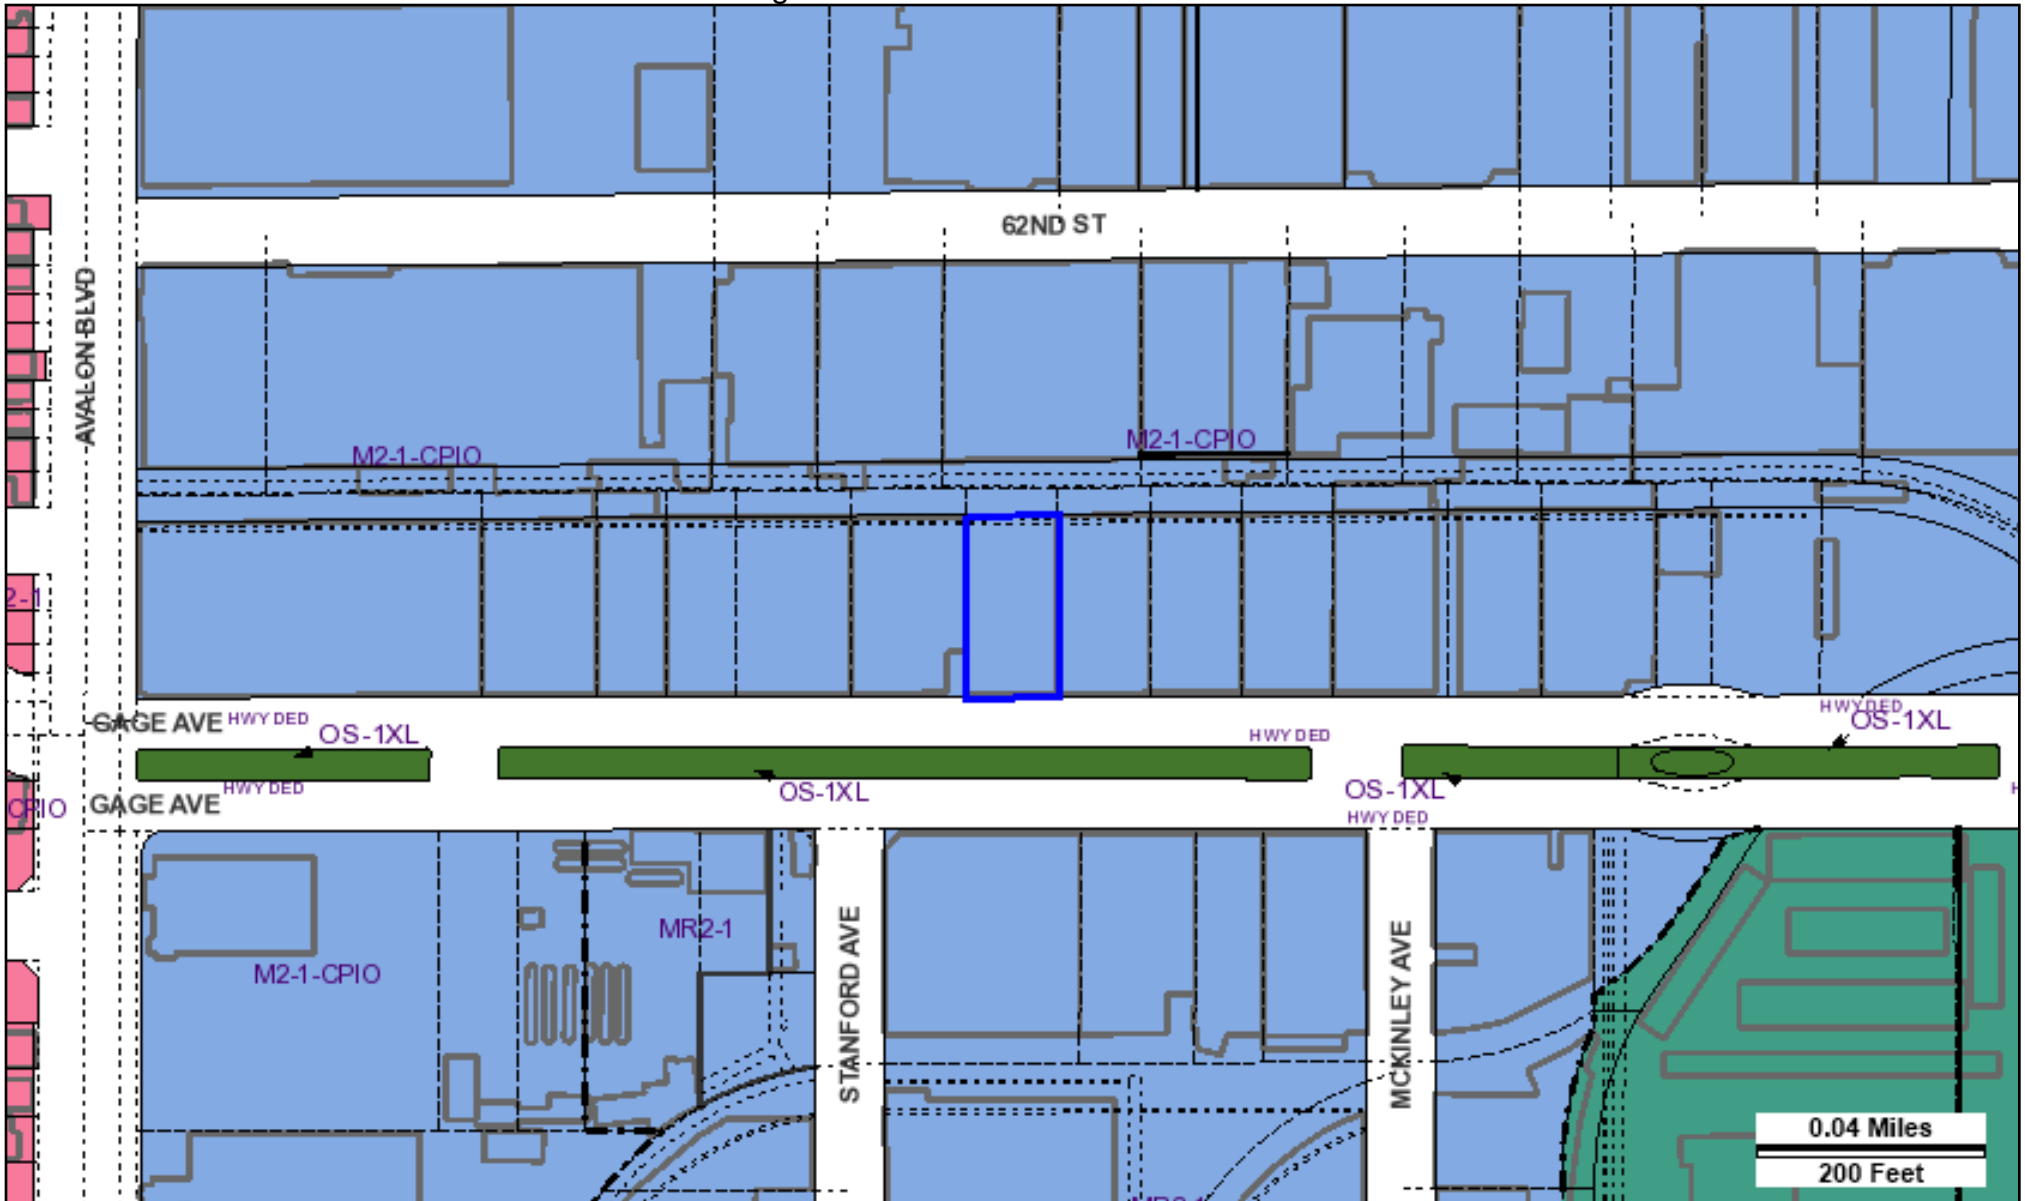 62ND ST
AVALON BLVD
M2-1-CPIO
M2-1-CPIO
2-1
GAGE AVE
HWY DED
OS-1XL
HWY DED
HWY DED
OS-1XL
HWY DED
OS-1XL
OS-1XL
HWY DED
CPIO
GAGE AVE
MR2-1
M2-1-CPIO
STANFORD AVE
MCKINLEY AVE
0.04 Miles
200 Feet